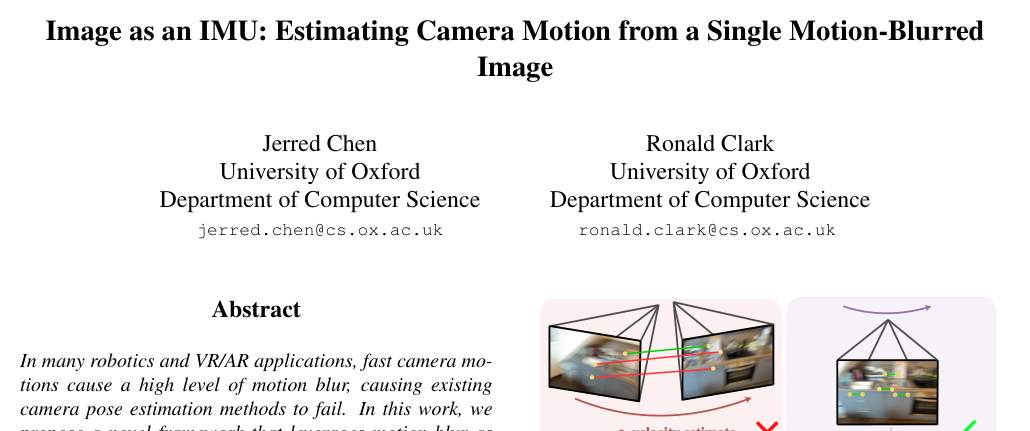 Image as an IMU: Estimating Camera Motion from a Single Motion-Blurred
Image
Jerred Chen
University of Oxford
Department of Computer Science
jerred.chen@cs.ox.ac.uk
Ronald Clark
University of Oxford
Department of Computer Science
ronald.clark@cs.ox.ac.uk
Abstract
In many robotics and VR/AR applications, fast camera mo-
tions cause a high level of motion blur, causing existing
camera pose estimation methods to fail. In this work, we